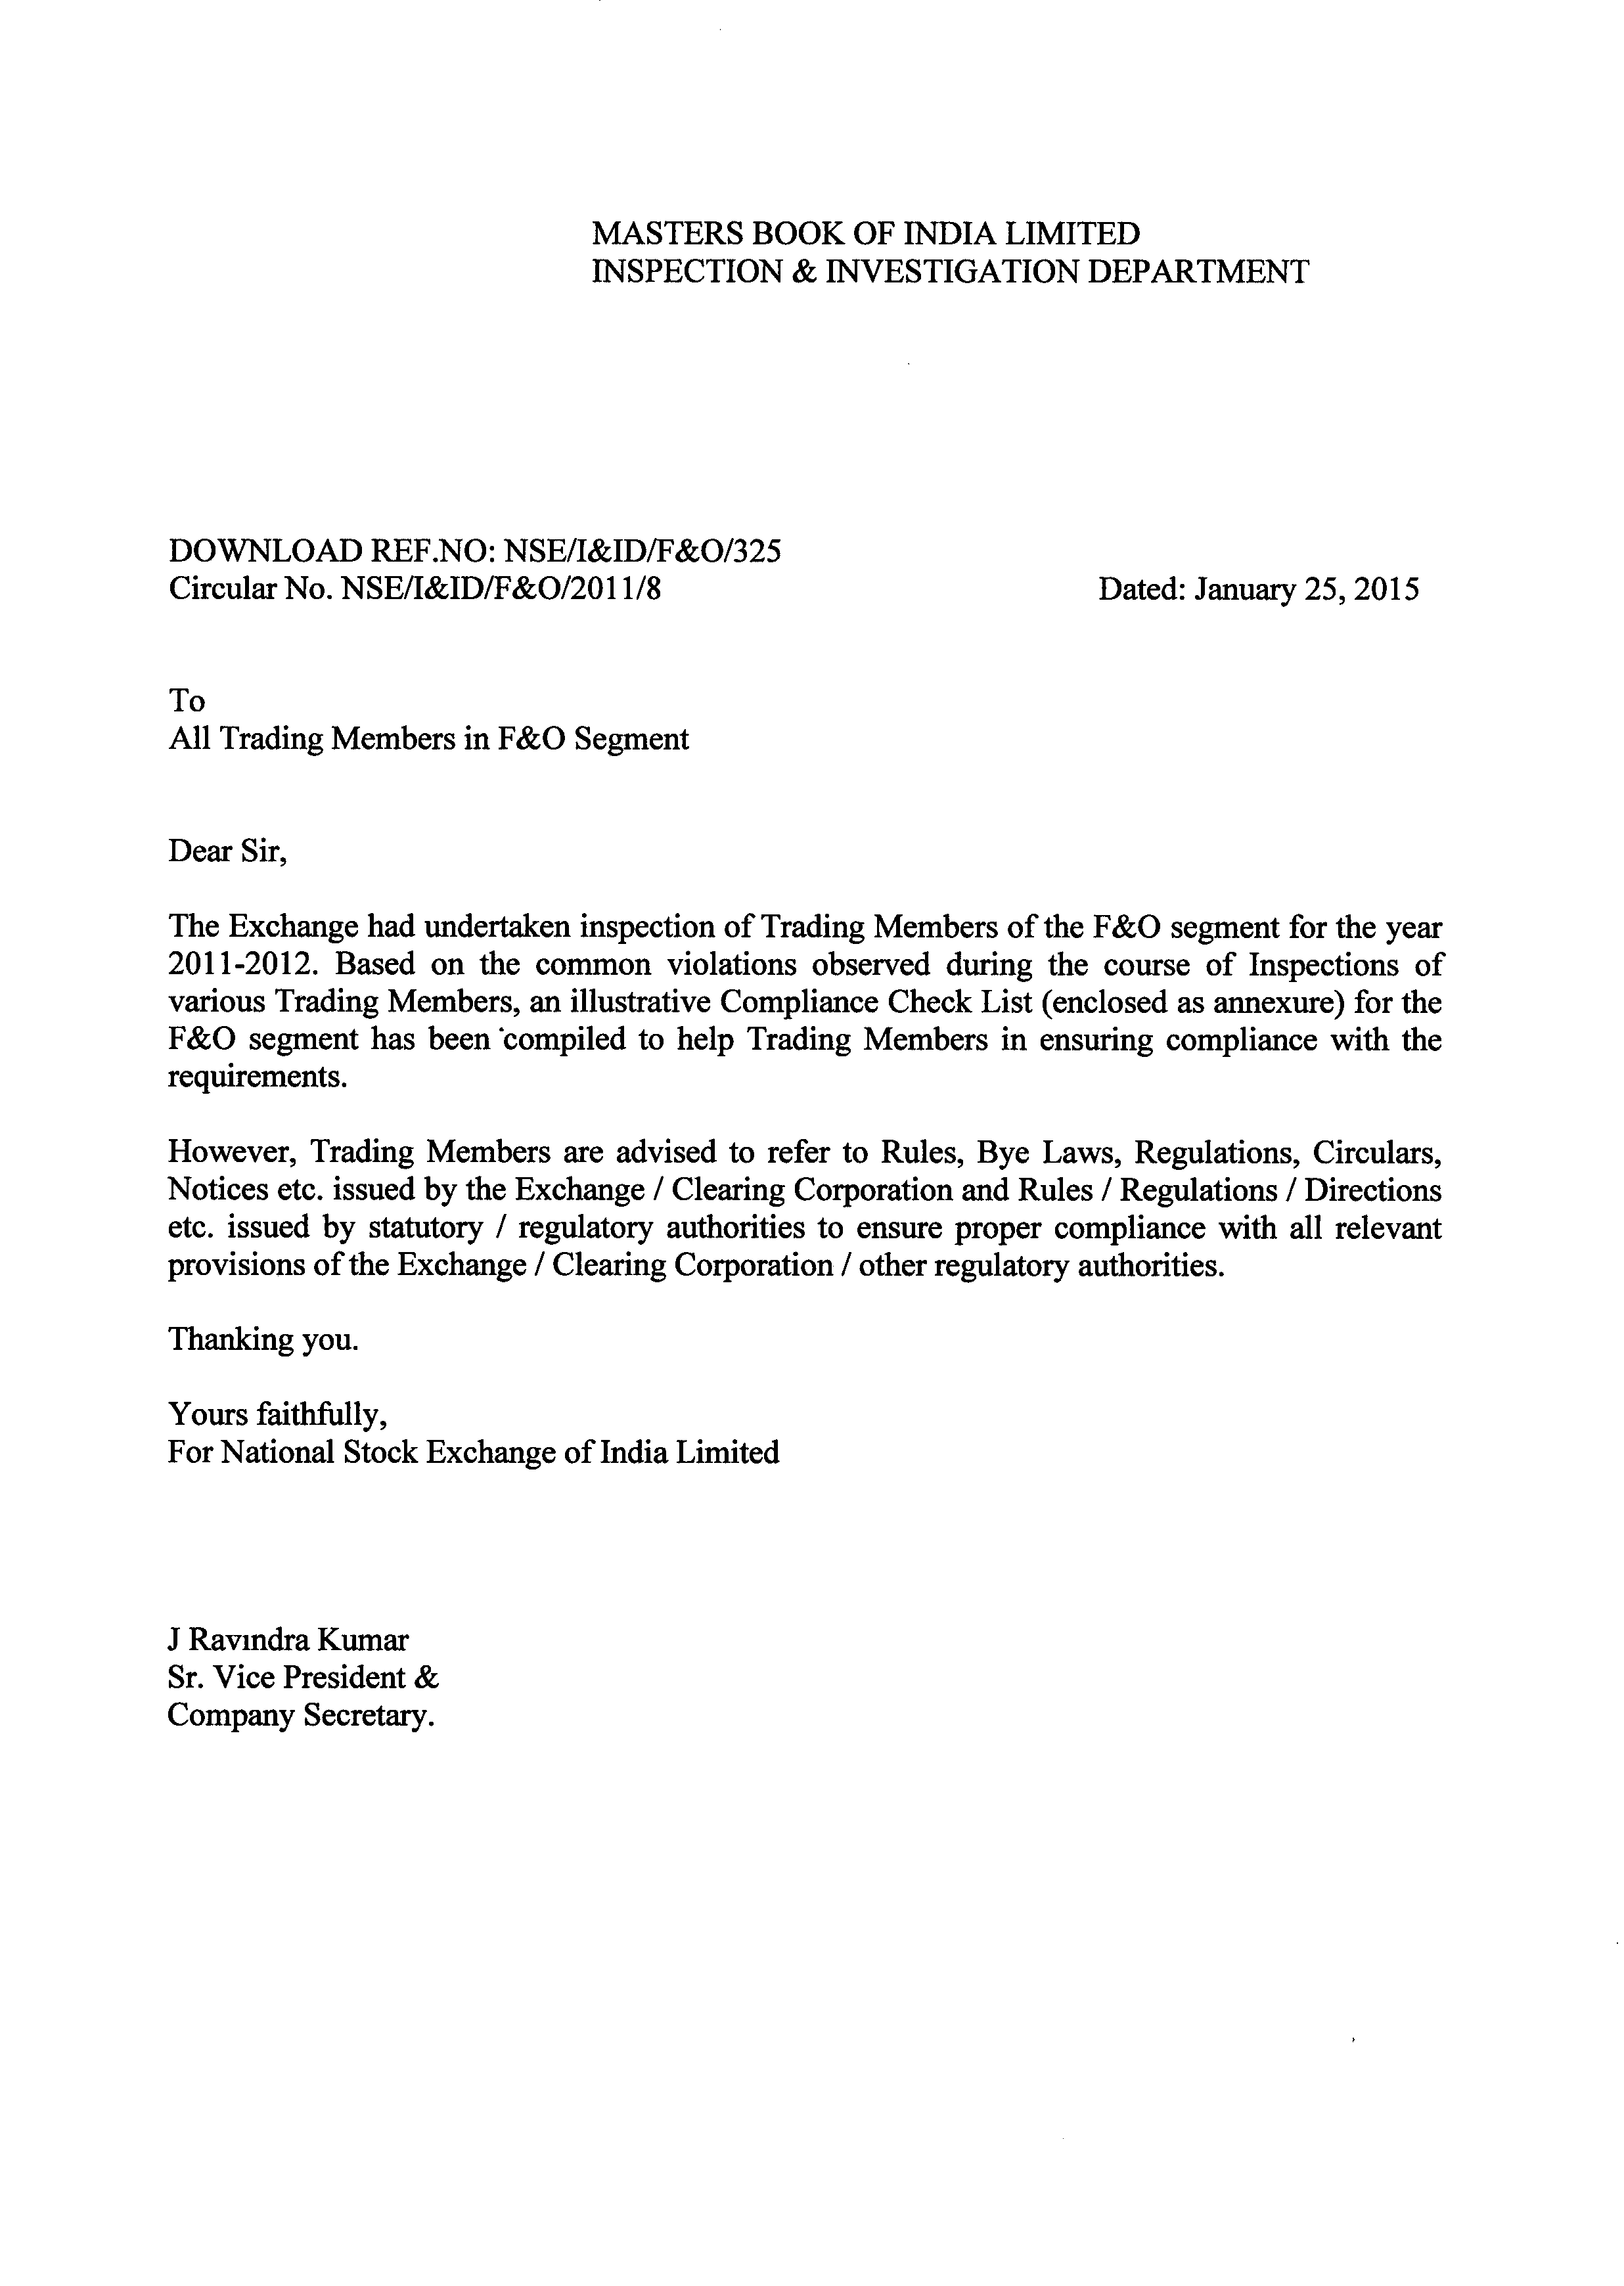 MASTERS BOOK OF INDIA LIMITED
INSPECTION & INVESTIGATION DEPARTMENT
DOWNLOAD REF.NO: NSE/I&ID/F&O/325
Circular No. NSE/I&ID/F&O/2011/8 Dated: January 25, 2015
To
All Trading Members in F&O Segment
Dear Sir,
The Exchange had undertaken inspection of Trading Members of the F&O segment for the year
2011-2012. Based on the common violations observed during the course of Inspections of
various Trading Members, an illustrative Compliance Check List (enclosed as annexure) for the
F&O segment has been compiled to help Trading Members in ensuring compliance with the
requirements.
However, Trading Members are advised to refer to Rules, Bye Laws, Regulations, Circulars,
Notices etc. issued by the Exchange / Clearing Corporation and Rules / Regulations / Directions
etc. issued by statutory / regulatory authorities to ensure proper compliance with all relevant
provisions of the Exchange / Clearing Corporation / other regulatory authorities.
Thanking you.
Yours faithfully,
For National Stock Exchange of India Limited
J Ravindra Kumar
Sr. Vice President &
Company Secretary.